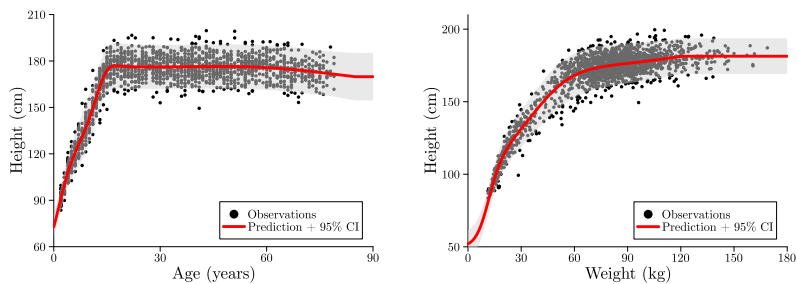 210
180
150
120
90
60
Height (cm)
Observations
Prediction + 95% CI
0
30
60
90
Age (years)
200
150
100
50
Height (cm)
Observations
Prediction + 95% CI
0
30
60
90
120
150
180
Weight (kg)